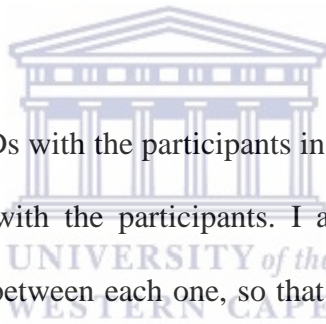 Ds with the participants in
with the participants. I a
UNIVERSITY of the
between each one, so that
WESTERN CAPE